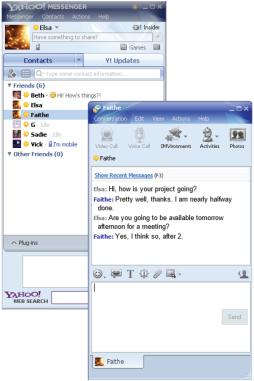 YAHOO! MESSENGER
Messenger Contacts Actions Help
Elsa
Insider
Have something to share?
Games
Contacts
Y! Updates
type some contact information...
Friends (6)
Beth - Hi! How's things?!
Elsa
Faithe
G - Idle
Sadie - Idle
Vick I'm mobile
Other Friends (0)
Plug-ins
YAHOO!
WEB SEARCH
Faithe
Conversation Edit View Actions Help
Video Call Voice Call IMVironments Activities Photos
Faithe
Show Recent Messages (F3)
Elsa: Hi, how is your project going?
Faithe: Pretty well, thanks. I am nearly halfway
done.
Elsa: Are you going to be available tomorrow
afternoon for a meeting?
Faithe: Yes, I think so, after 2.
Send
Faithe